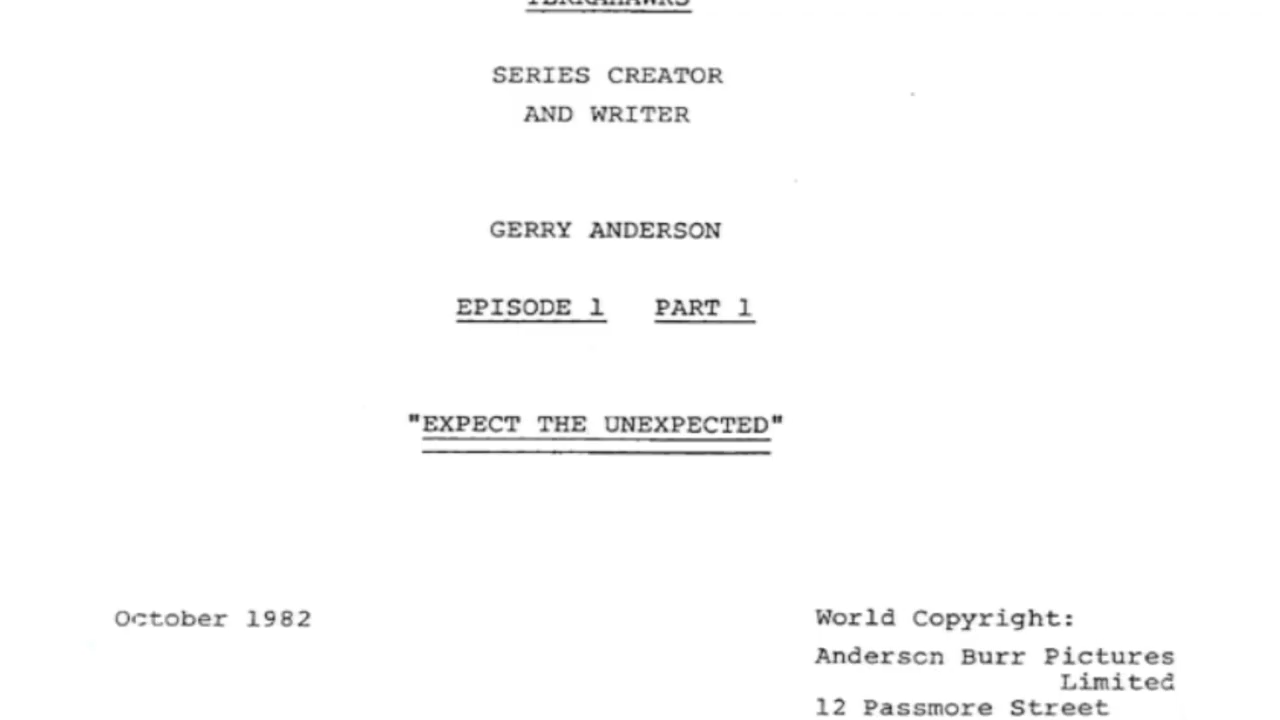 TERRAHAWKS
SERIES CREATOR
AND WRITER
GERRY ANDERSON
EPISODE 1 PART 1
"EXPECT THE UNEXPECTED"
October 1982
World Copyright:
Anderson Burr Pictures
Limited
12 Passmore Street